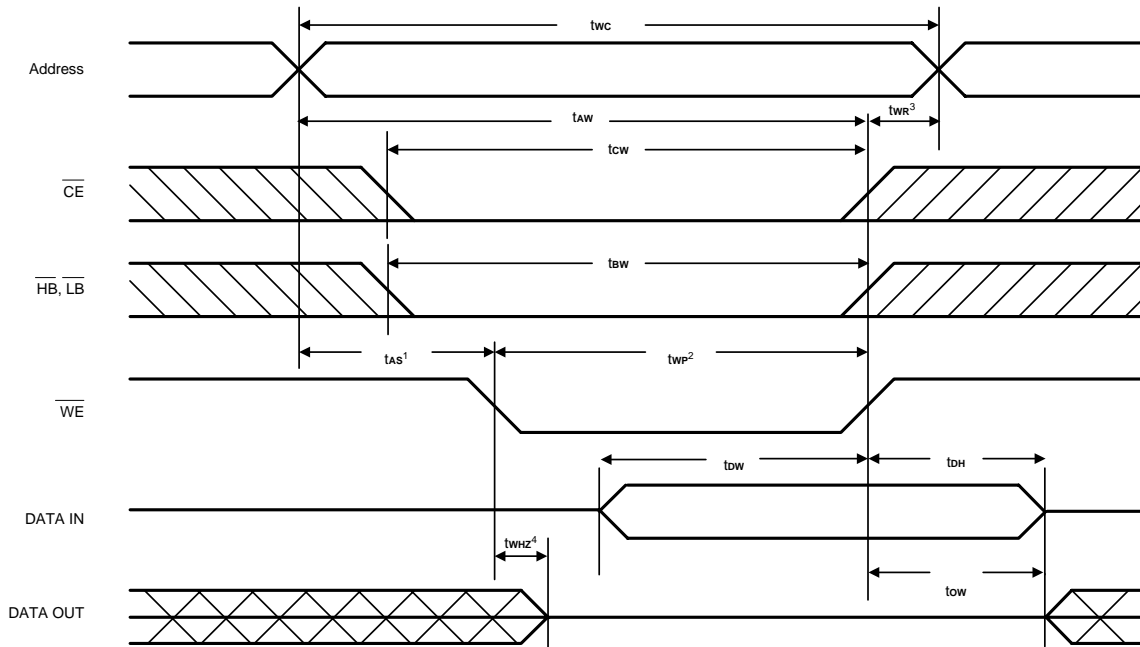 tWC
Address
tAW
tWR³
tCW
CE
tBW
HB, LB
tAS¹
tWP²
WE
tDW
tDH
DATA IN
tWHZ⁴
tOW
DATA OUT